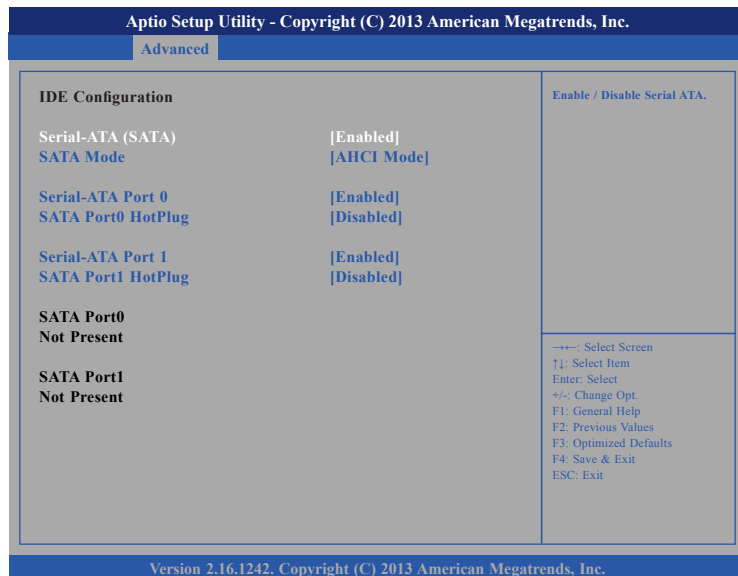 Aptio Setup Utility - Copyright (C) 2013 American Megatrends, Inc.
Advanced
IDE Configuration
Serial-ATA (SATA) [Enabled]
SATA Mode [AHCI Mode]
Serial-ATA Port 0 [Enabled]
SATA Port0 HotPlug [Disabled]
Serial-ATA Port 1 [Enabled]
SATA Port1 HotPlug [Disabled]
SATA Port0
Not Present
SATA Port1
Not Present
Enable / Disable Serial ATA.
→←: Select Screen
↑↓: Select Item
Enter: Select
+/-: Change Opt.
F1: General Help
F2: Previous Values
F3: Optimized Defaults
F4: Save & Exit
ESC: Exit
Version 2.16.1242. Copyright (C) 2013 American Megatrends, Inc.